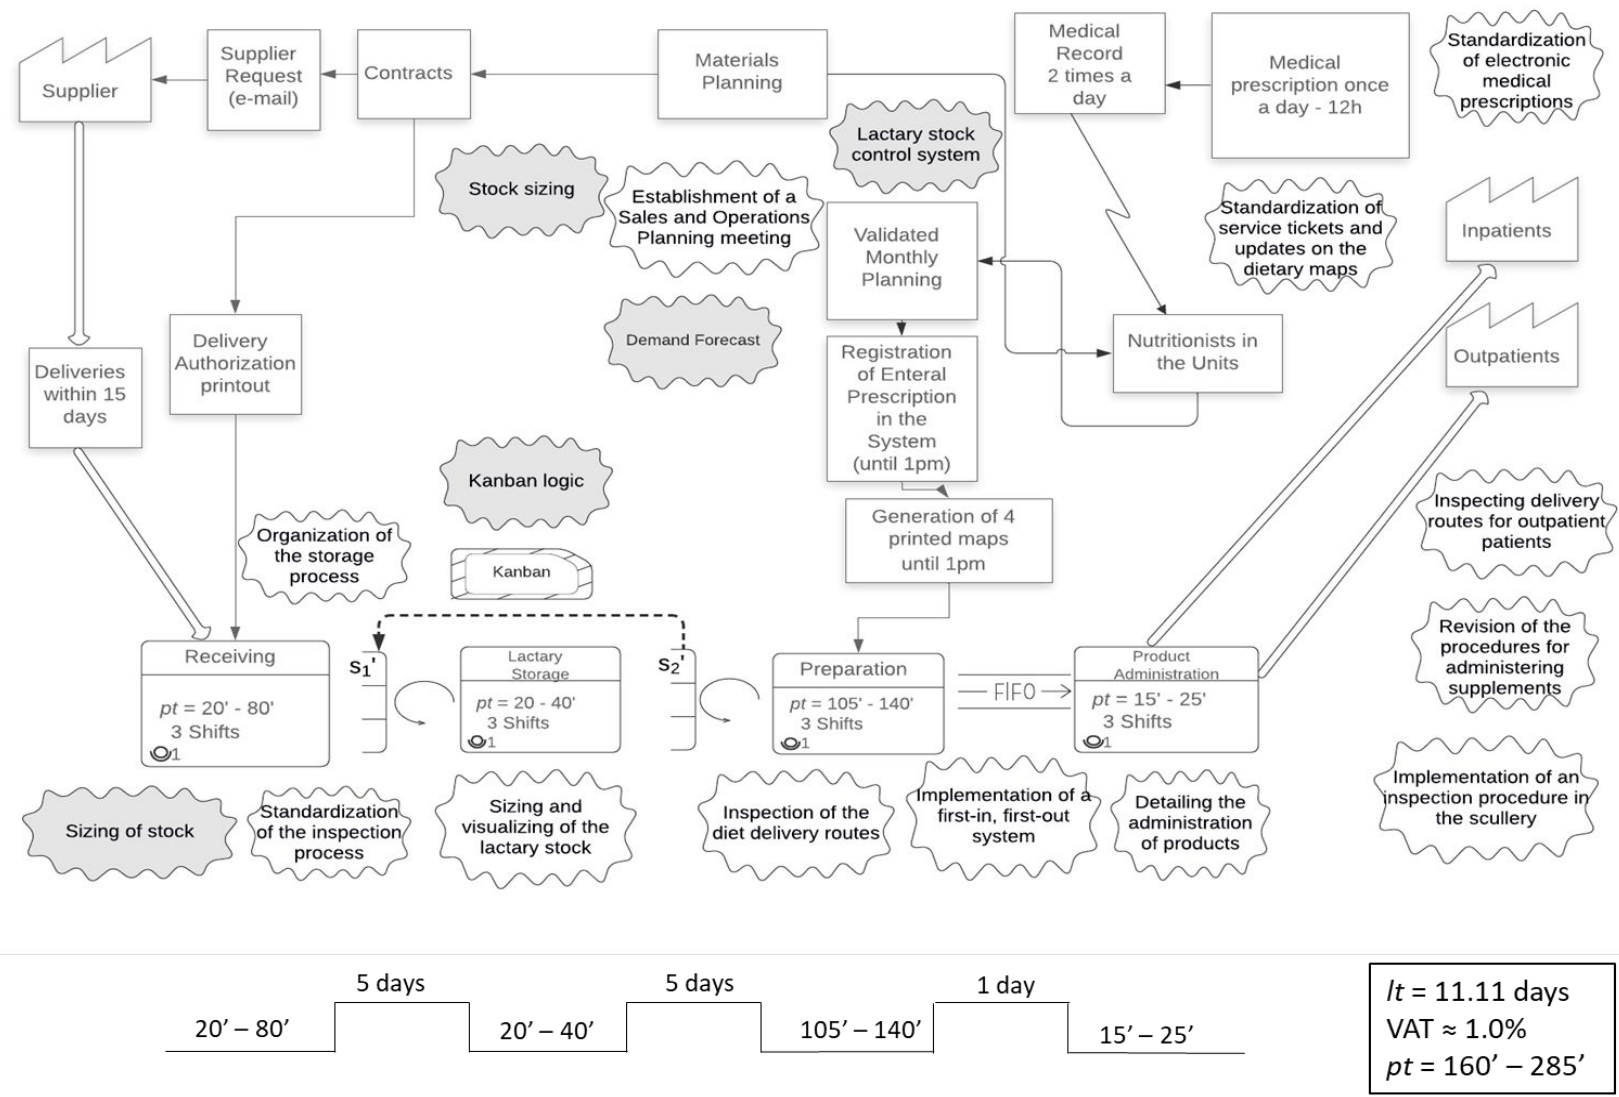 Supplier
Supplier
Request
(e-mail)
Contracts
Materials
Planning
Medical
Record
2 times a
day
Medical
prescription once
a day - 12h
Standardization
of electronic
medical
prescriptions
Lactary stock
control system
Stock sizing
Establishment of a
Sales and Operations
Planning meeting
Validated
Monthly
Planning
Standardization of
service tickets and
updates on the
dietary maps
Inpatients
Deliveries
within 15
days
Delivery
Authorization
printout
Demand Forecast
Registration
of Enteral
Prescription
in the
System
(until 1pm)
Nutritionists in
the Units
Outpatients
Kanban logic
Organization of
the storage
process
Kanban
Generation of 4
printed maps
until 1pm
Inspecting delivery
routes for outpatient
patients
Revision of the
procedures for
administering
supplements
Receiving
pt = 20' - 80'
3 Shifts
1
s1'
Lactary
Storage
pt = 20 - 40'
3 Shifts
1
s2'
Preparation
pt = 105' - 140'
3 Shifts
1
FIFO
Product
Administration
pt = 15' - 25'
3 Shifts
1
Sizing of stock
Standardization
of the inspection
process
Sizing and
visualizing of the
lactary stock
Inspection of the
diet delivery routes
Implementation of a
first-in, first-out
system
Detailing the
administration
of products
Implementation of an
inspection procedure in
the scullery
20’ – 80’
5 days
20’ – 40’
5 days
105’ – 140’
1 day
15’ – 25’
lt = 11.11 days
VAT ≈ 1.0%
pt = 160’ – 285’